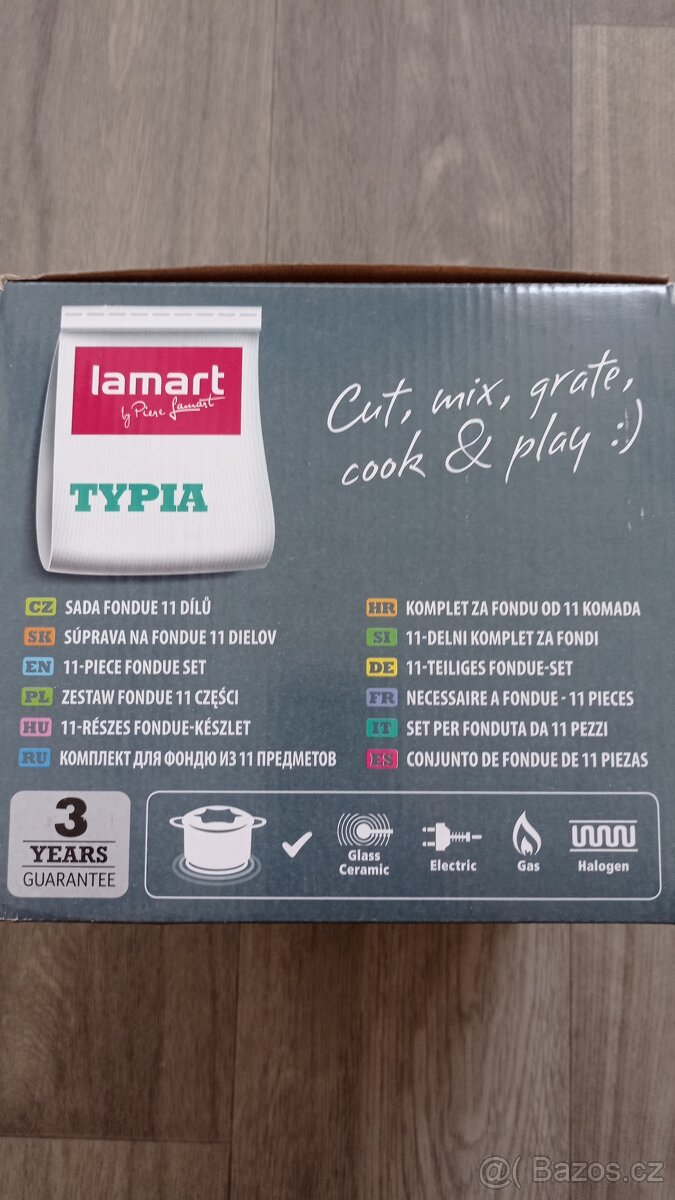 lamart
by Piere Lamart
TYPIA
Cut, mix, grate,
cook & play :)
CZ SADA FONDUE 11 DÍLŮ
SK SÚPRAVA NA FONDUE 11 DIELOV
EN 11-PIECE FONDUE SET
PL ZESTAW FONDUE 11 CZĘŚCI
HU 11-RÉSZES FONDUE-KÉSZLET
RU КОМПЛЕКТ ДЛЯ ФОНДЮ ИЗ 11 ПРЕДМЕТОВ
HR KOMPLET ZA FONDU OD 11 KOMADA
SI 11-DELNI KOMPLET ZA FONDI
DE 11-TEILIGES FONDUE-SET
FR NECESSAIRE A FONDUE - 11 PIECES
IT SET PER FONDUTA DA 11 PEZZI
ES CONJUNTO DE FONDUE DE 11 PIEZAS
3
YEARS
GUARANTEE
Glass
Ceramic
Electric
Gas
Halogen
@( Bazos.cz